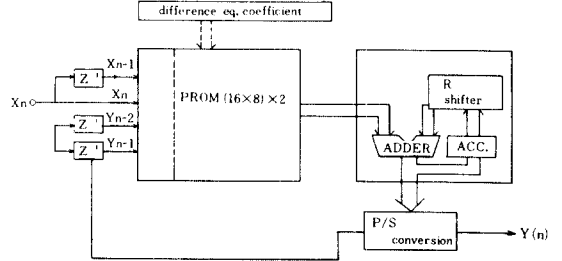 difference eq. coefficient
Xn-1
Z⁻¹
Xn
Xn
PROM (16×8) ×2
Yn-2
Z⁻¹
Yn-1
Z⁻¹
R
shifter
ADDER
ACC.
P/S
conversion
Y(n)